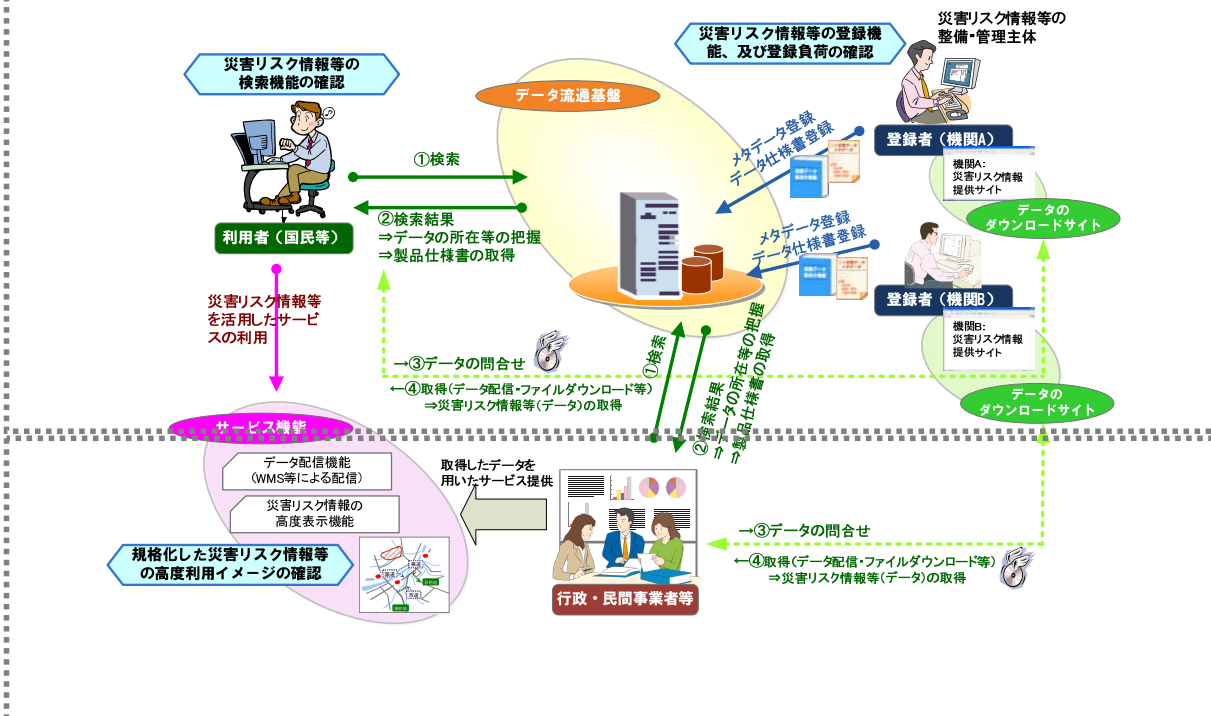 災害リスク情報等の
整備・管理主体
災害リスク情報等の登録機
能、及び登録負荷の確認
災害リスク情報等の
検索機能の確認
データ流通基盤
メタデータ登録
データ仕様書登録
登録者（機関A）
機関A:
災害リスク情報
提供サイト
データの
ダウンロードサイト
①検索
②検索結果
⇒データの所在等の把握
⇒製品仕様書の取得
利用者（国民等）
メタデータ登録
データ仕様書登録
登録者（機関B）
機関B:
災害リスク情報
提供サイト
データの
ダウンロードサイト
災害リスク情報等
を活用したサービ
スの利用
→③データの問合せ
←④取得(データ配信・ファイルダウンロード等)
⇒災害リスク情報等(データ)の取得
①検索
②検索結果
⇒データの所在等の把握
⇒製品仕様書の取得
サービス機能
データ配信機能
(WMS等による配信)
災害リスク情報の
高度表示機能
規格化した災害リスク情報等
の高度利用イメージの確認
取得したデータを
用いたサービス提供
行政・民間事業者等
→③データの問合せ
←④取得(データ配信・ファイルダウンロード等)
⇒災害リスク情報等(データ)の取得